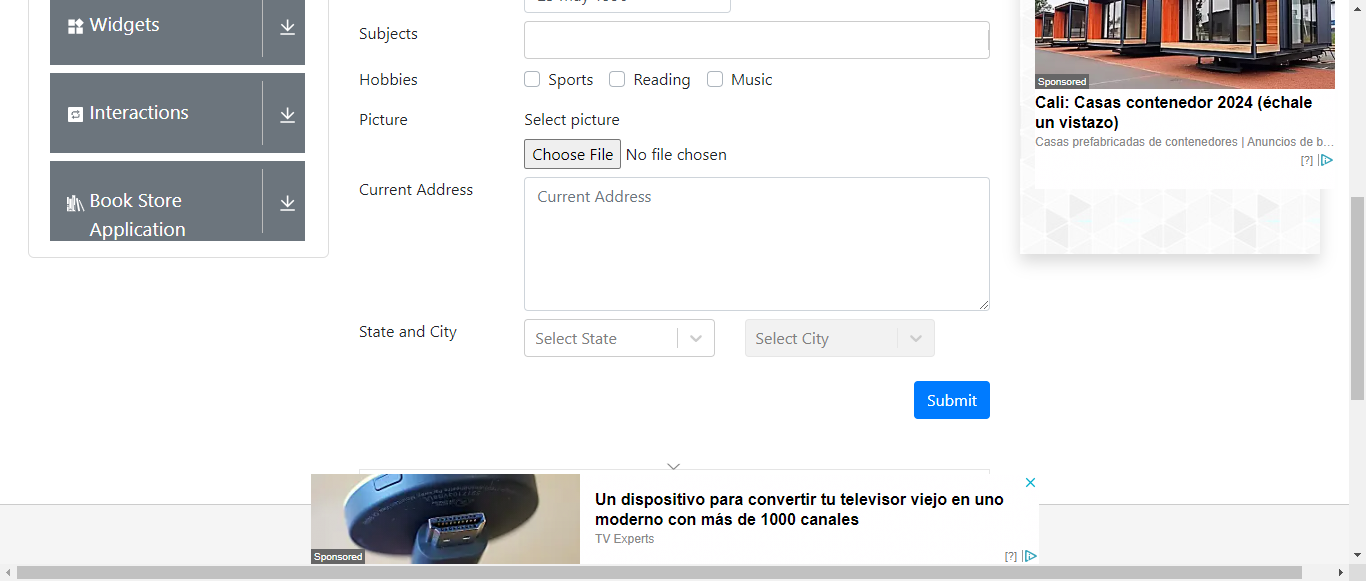 Widgets
Interactions
Book Store
Application
Subjects
Hobbies
Sports
Reading
Music
Picture
Select picture
Choose File
No file chosen
Current Address
Current Address
State and City
Select State
Select City
Submit
Sponsored
Cali: Casas contenedor 2024 (échale
un vistazo)
Casas prefabricadas de contenedores | Anuncios de b...
[?]
Sponsored
Un dispositivo para convertir tu televisor viejo en uno
moderno con más de 1000 canales
TV Experts
[?]